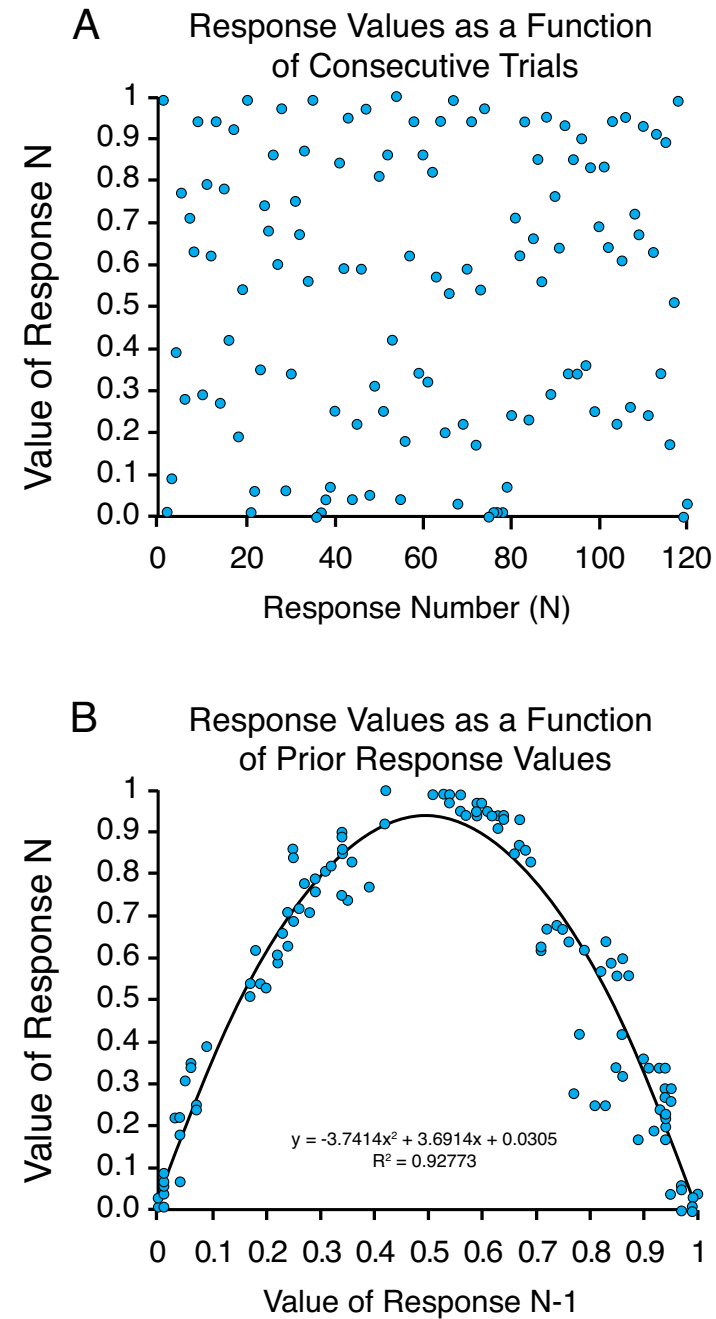 A
Response Values as a Function
of Consecutive Trials
Value of Response N
1
0.9
0.8
0.7
0.6
0.5
0.4
0.3
0.2
0.1
0.0
0 20 40 60 80 100 120
Response Number (N)
B
Response Values as a Function
of Prior Response Values
Value of Response N
1
0.9
0.8
0.7
0.6
0.5
0.4
0.3
0.2
0.1
0.0
y = -3.7414x² + 3.6914x + 0.0305
R² = 0.92773
0 0.1 0.2 0.3 0.4 0.5 0.6 0.7 0.8 0.9 1
Value of Response N-1